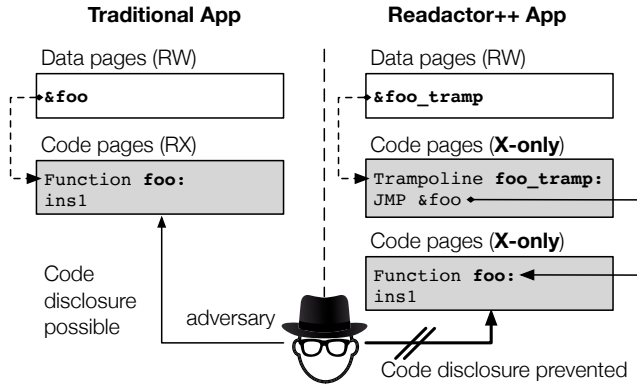 Traditional App
Readactor++ App
Data pages (RW)
&foo
Code pages (RX)
Function foo:
ins1
Code
disclosure
possible
adversary
Data pages (RW)
&foo_tramp
Code pages (X-only)
Trampoline foo_tramp:
JMP &foo
Code pages (X-only)
Function foo:
ins1
Code disclosure prevented